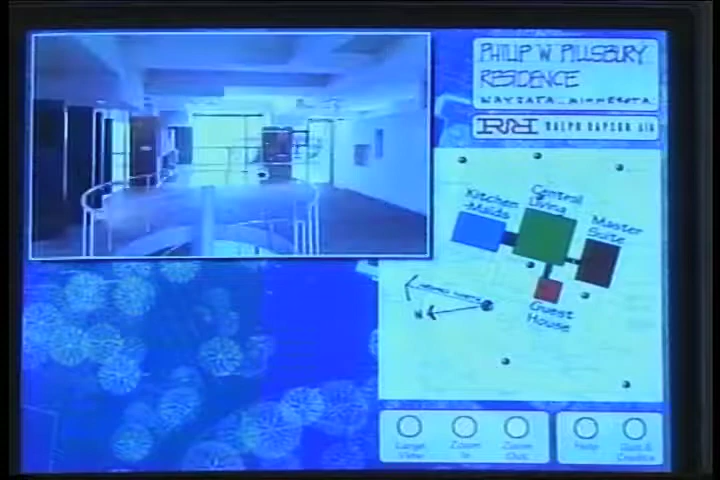 PHILIP W PILLSBURY
RESIDENCE
WAYZATA MINNESOTA
RALPH RAPSON AIA
Kitchen
-Maids
Central
Living
Master
Suite
Guest
House
N
Large
View
Zoom
In
Zoom
Out
Help
Quit &
Credits